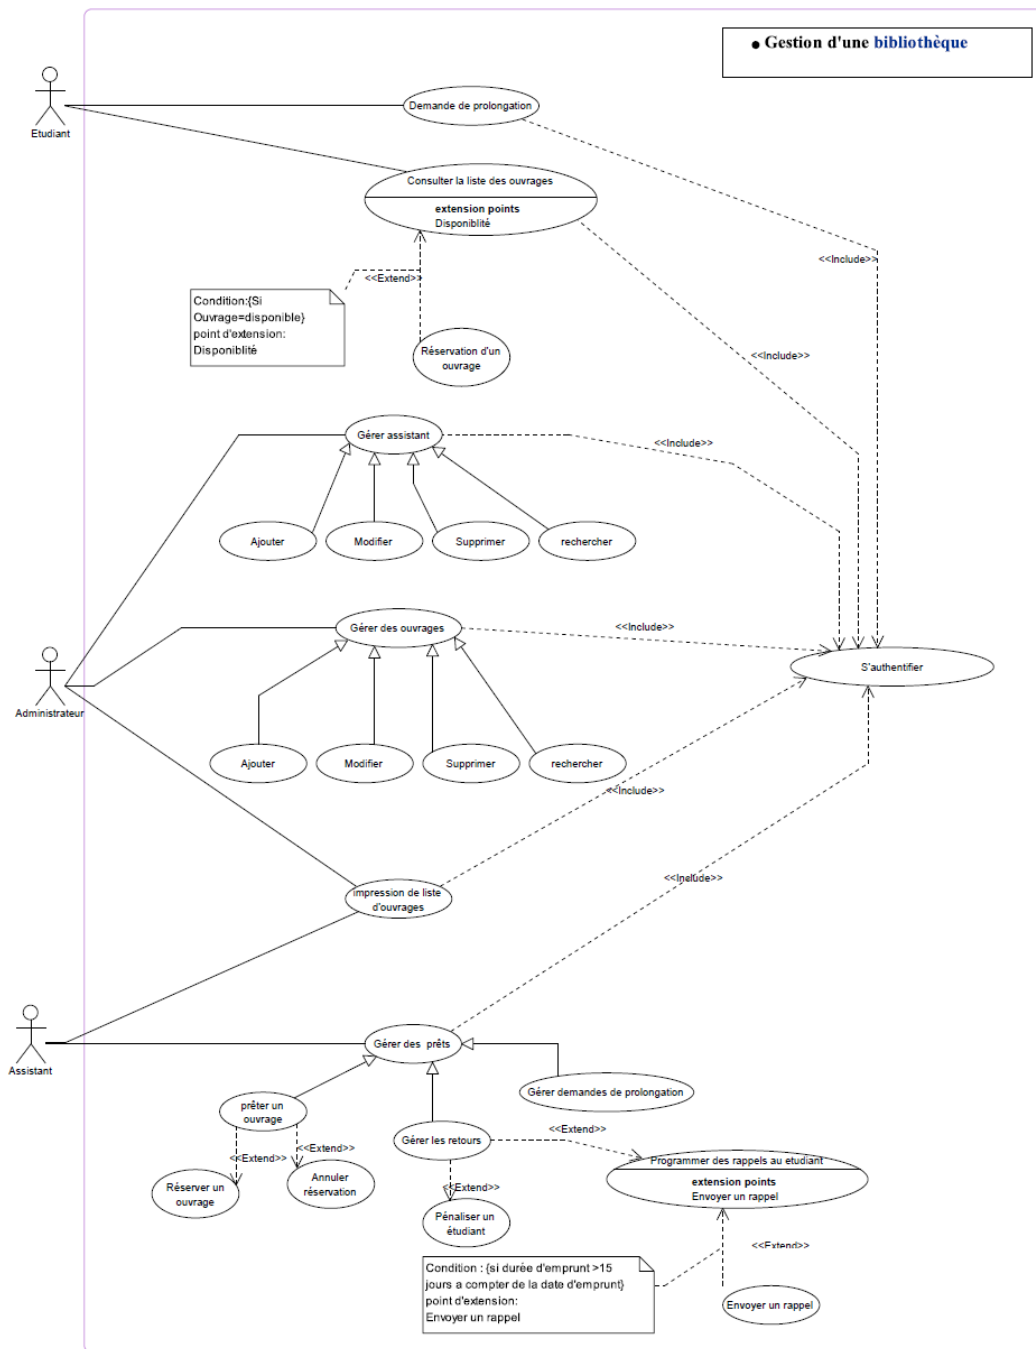 • Gestion d'une bibliothèque
Etudiant
Demande de prolongation
Consulter la liste des ouvrages
extension points
Disponiblité
<<Include>>
<<Extend>>
Condition:{Si
Ouvrage=disponible}
point d'extension:
Disponiblité
Réservation d'un
ouvrage
<<Include>>
Gérer assistant
<<Include>>
Ajouter
Modifier
Supprimer
rechercher
Gérer des ouvrages
<<Include>>
S'authentifier
Administrateur
Ajouter
Modifier
Supprimer
rechercher
<<Include>>
impression de liste
d'ouvrages
<<Include>>
Assistant
Gérer des prêts
Gérer demandes de prolongation
prêter un
ouvrage
Gérer les retours
<<Extend>>
<<Extend>>
<<Extend>>
Programmer des rappels au etudiant
extension points
Envoyer un rappel
Réserver un
ouvrage
Annuler
réservation
<<Extend>>
Pénaliser un
étudiant
<<Extend>>
Condition : {si durée d'emprunt >15
jours a compter de la date d'emprunt}
point d'extension:
Envoyer un rappel
Envoyer un rappel